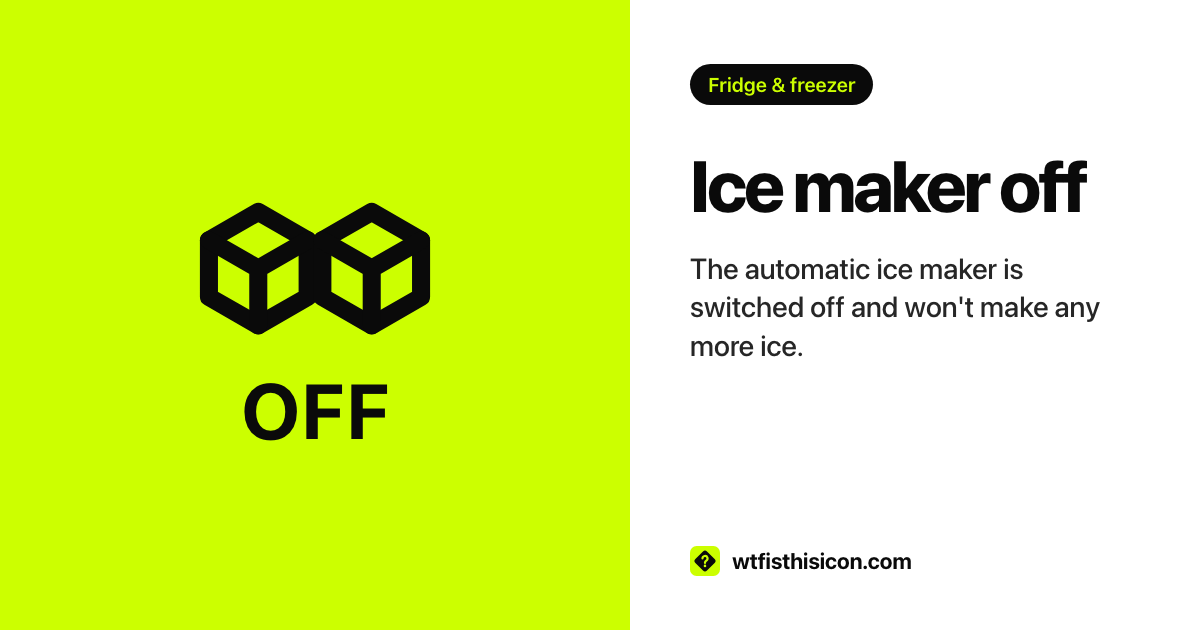 OFF
Fridge & freezer
Ice maker off
The automatic ice maker is
switched off and won't make any
more ice.
?
wtfisthisicon.com